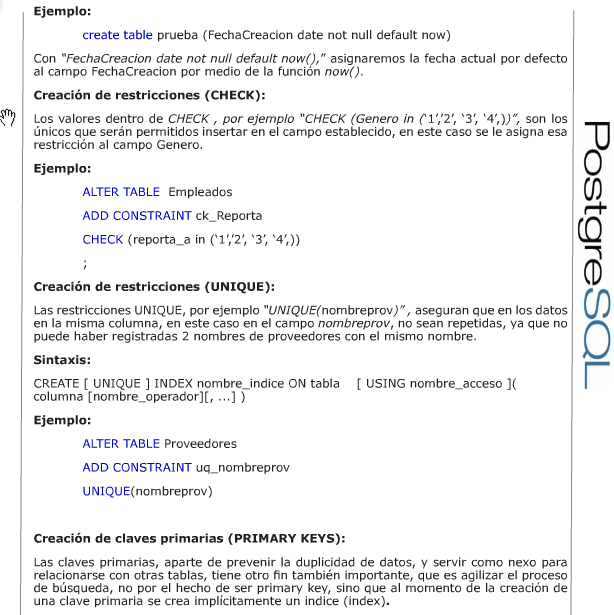 Ejemplo:
create table prueba (FechaCreacion date not null default now)
Con “FechaCreacion date not null default now(),” asignaremos la fecha actual por defecto
al campo FechaCreacion por medio de la función now().
Creación de restricciones (CHECK):
Los valores dentro de CHECK , por ejemplo “CHECK (Genero in (‘1’,’2’, ‘3’, ‘4’,))”, son los
únicos que serán permitidos insertar en el campo establecido, en este caso se le asigna esa
restricción al campo Genero.
Ejemplo:
ALTER TABLE  Empleados
ADD CONSTRAINT ck_Reporta
CHECK (reporta_a in (‘1’,’2’, ‘3’, ‘4’,))
;
Creación de restricciones (UNIQUE):
Las restricciones UNIQUE, por ejemplo “UNIQUE(nombreprov)” , aseguran que en los datos
en la misma columna, en este caso en el campo nombreprov, no sean repetidas, ya que no
puede haber registradas 2 nombres de proveedores con el mismo nombre.
Sintaxis:
CREATE [ UNIQUE ] INDEX nombre_indice ON tabla    [ USING nombre_acceso ](
columna [nombre_operador][, ...] )
Ejemplo:
ALTER TABLE Proveedores
ADD CONSTRAINT uq_nombreprov
UNIQUE(nombreprov)
Creación de claves primarias (PRIMARY KEYS):
Las claves primarias, aparte de prevenir la duplicidad de datos, y servir como nexo para
relacionarse con otras tablas, tiene otro fin también importante, que es agilizar el proceso
de búsqueda, no por el hecho de ser primary key, sino que al momento de la creación de
una clave primaria se crea implícitamente un indice (index).
PostgreSQL